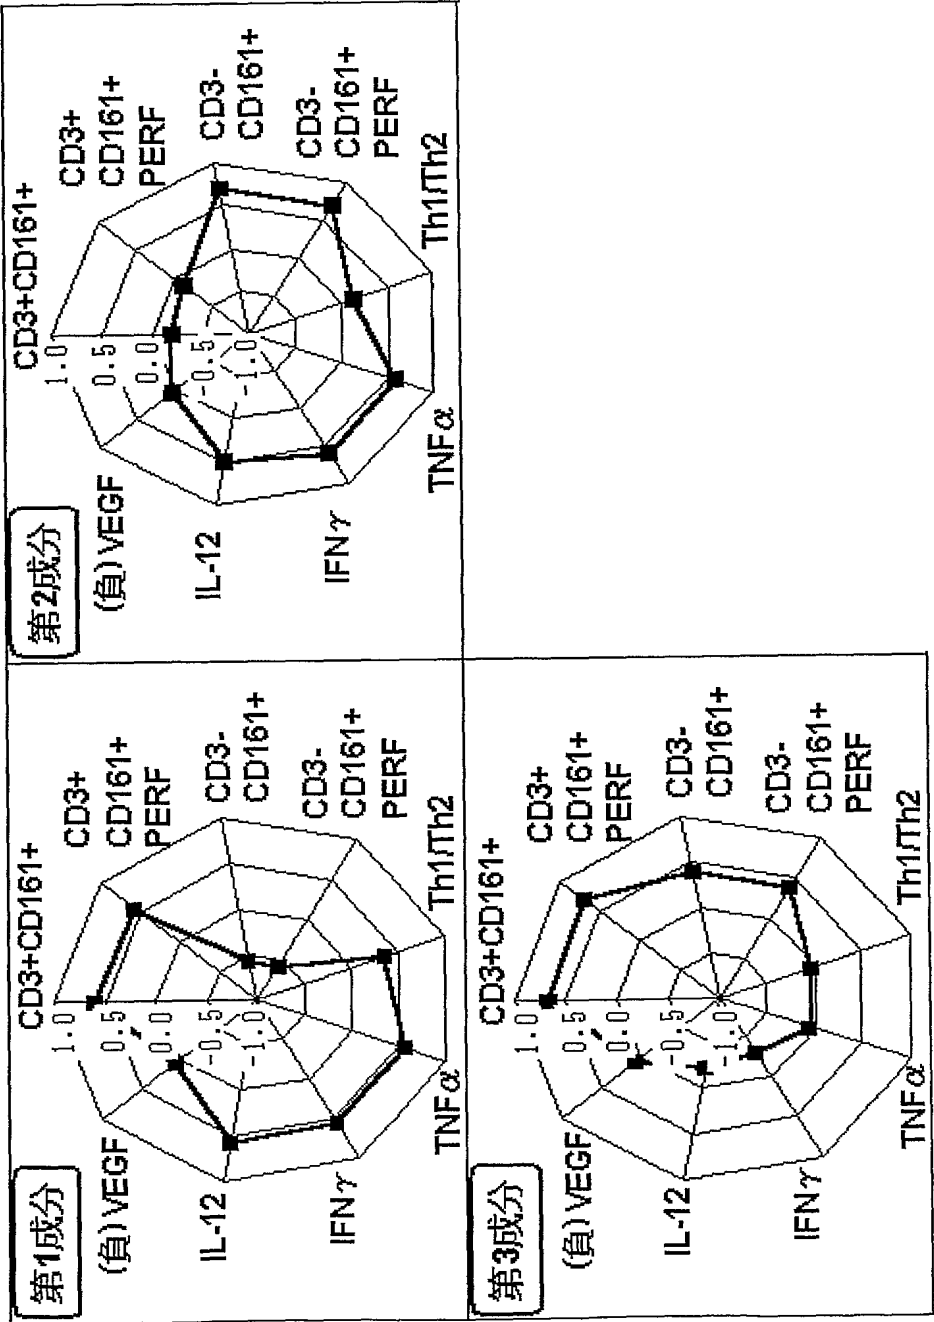 第1成分
CD3+CD161+
1.0
0.5
0.0
-0.5
-1.0
CD3+
CD161+
PERF
CD3-
CD161+
CD3-
CD161+
PERF
Th1/Th2
TNFα
IFNγ
IL-12
(負) VEGF
第2成分
CD3+CD161+
1.0
0.5
0.0
-0.5
-1.0
CD3+
CD161+
PERF
CD3-
CD161+
CD3-
CD161+
PERF
Th1/Th2
TNFα
IFNγ
IL-12
(負) VEGF
第3成分
CD3+CD161+
1.0
0.5
0.0
-0.5
-1.0
CD3+
CD161+
PERF
CD3-
CD161+
CD3-
CD161+
PERF
Th1/Th2
TNFα
IFNγ
IL-12
(負) VEGF